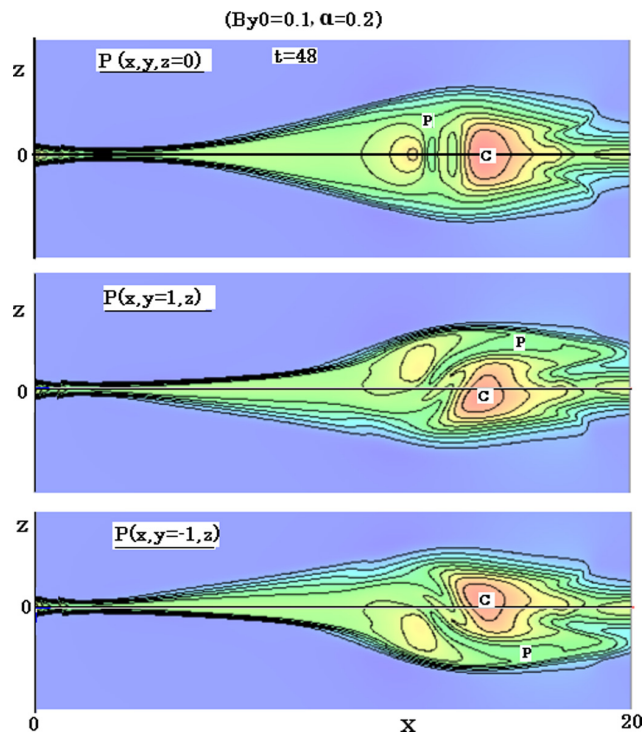 (By0=0.1, α=0.2)
Z
P (x,y,z=0)
t=48
P
0
C
Z
P(x,y=1,z)
P
0
C
Z
P(x,y=-1,z)
C
0
P
0
X
20